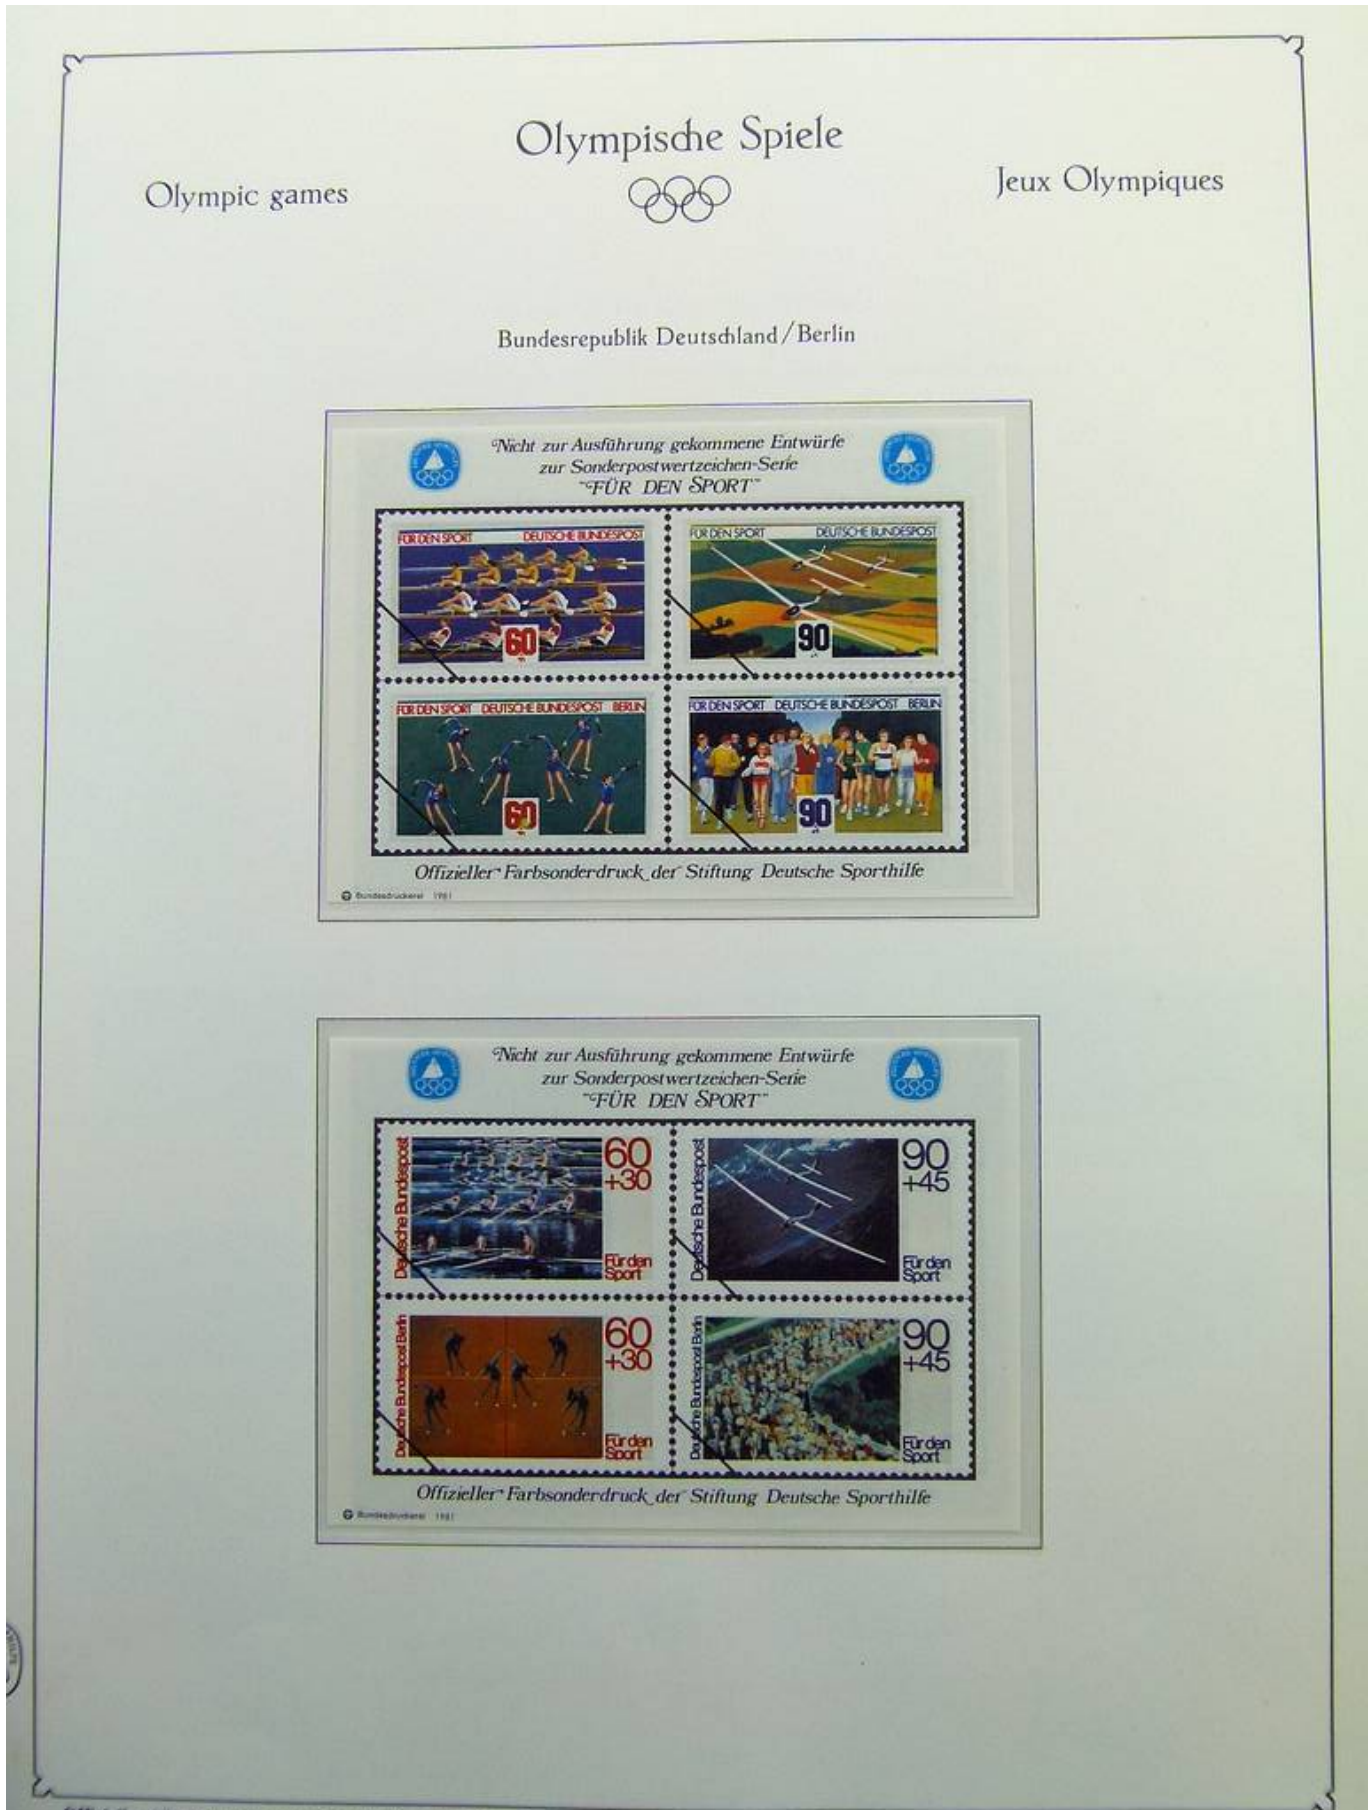 Olympische Spiele
Olympic games
Jeux Olympiques
Bundesrepublik Deutschland/Berlin
Nicht zur Ausführung gekommene Entwürfe
zur Sonderpostwertzeichen-Serie
"FÜR DEN SPORT"
FÜR DEN SPORT DEUTSCHE BUNDESPOST
60
FÜR DEN SPORT DEUTSCHE BUNDESPOST
90
FÜR DEN SPORT DEUTSCHE BUNDESPOST BERLIN
60
FÜR DEN SPORT DEUTSCHE BUNDESPOST BERLIN
90
Offizieller Farbsonderdruck der Stiftung Deutsche Sporthilfe
Bundesdruckerei 1981
Nicht zur Ausführung gekommene Entwürfe
zur Sonderpostwertzeichen-Serie
"FÜR DEN SPORT"
Deutsche Bundespost
60
+30
Für den
Sport
Deutsche Bundespost
90
+45
Für den
Sport
Deutsche Bundespost Berlin
60
+30
Für den
Sport
Deutsche Bundespost Berlin
90
+45
Für den
Sport
Offizieller Farbsonderdruck der Stiftung Deutsche Sporthilfe
Bundesdruckerei 1981